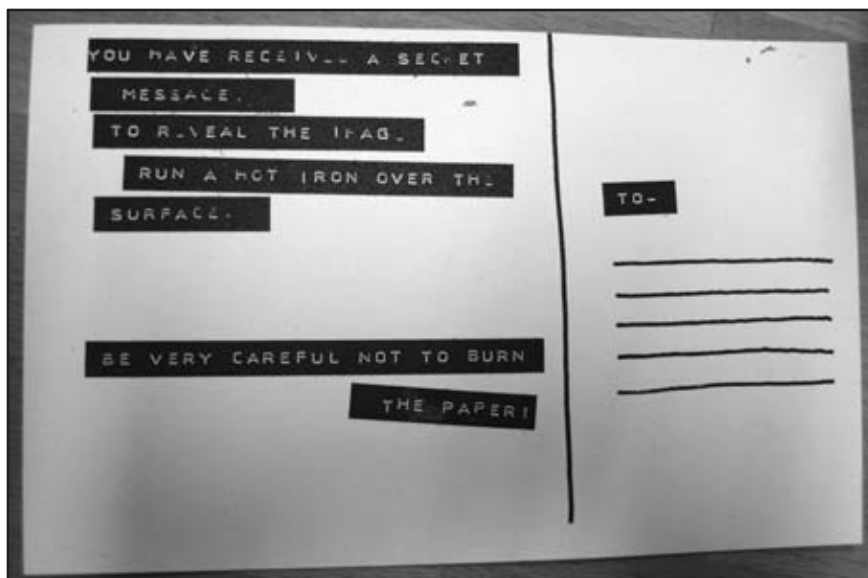 YOU HAVE RECEIVED A SECRET
MESSAGE.
TO REVEAL THE IMAGE
RUN A HOT IRON OVER THE
SURFACE.
BE VERY CAREFUL NOT TO BURN
THE PAPER!
TO-